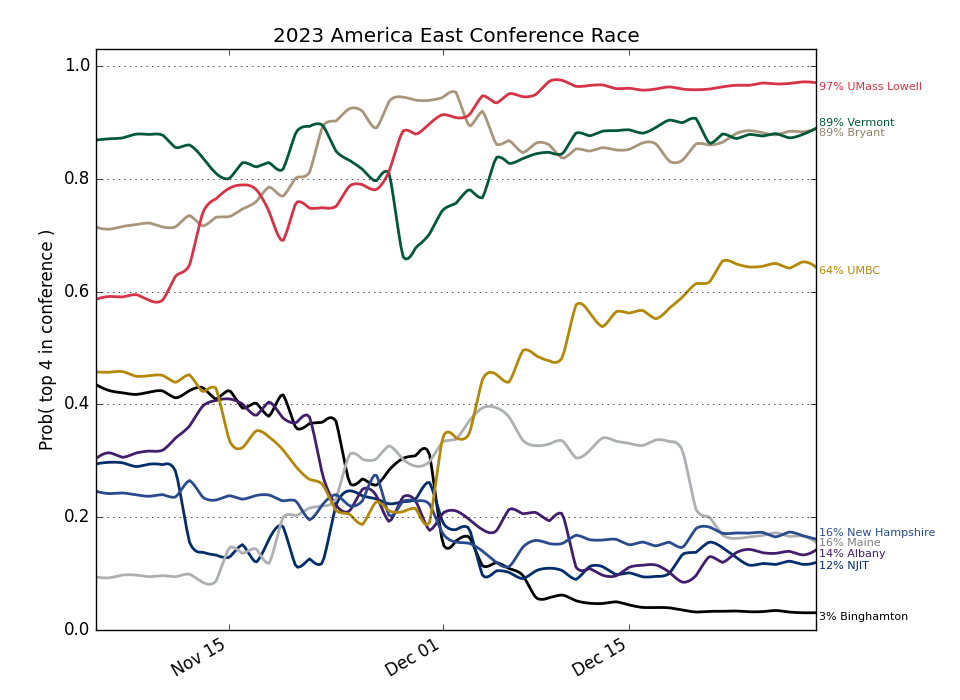 2023 America East Conference Race
Prob( top 4 in conference )
1.0
0.8
0.6
0.4
0.2
0.0
Nov 15
Dec 01
Dec 15
97% UMass Lowell
89% Vermont
89% Bryant
64% UMBC
16% New Hampshire
16% Maine
14% Albany
12% NJIT
3% Binghamton